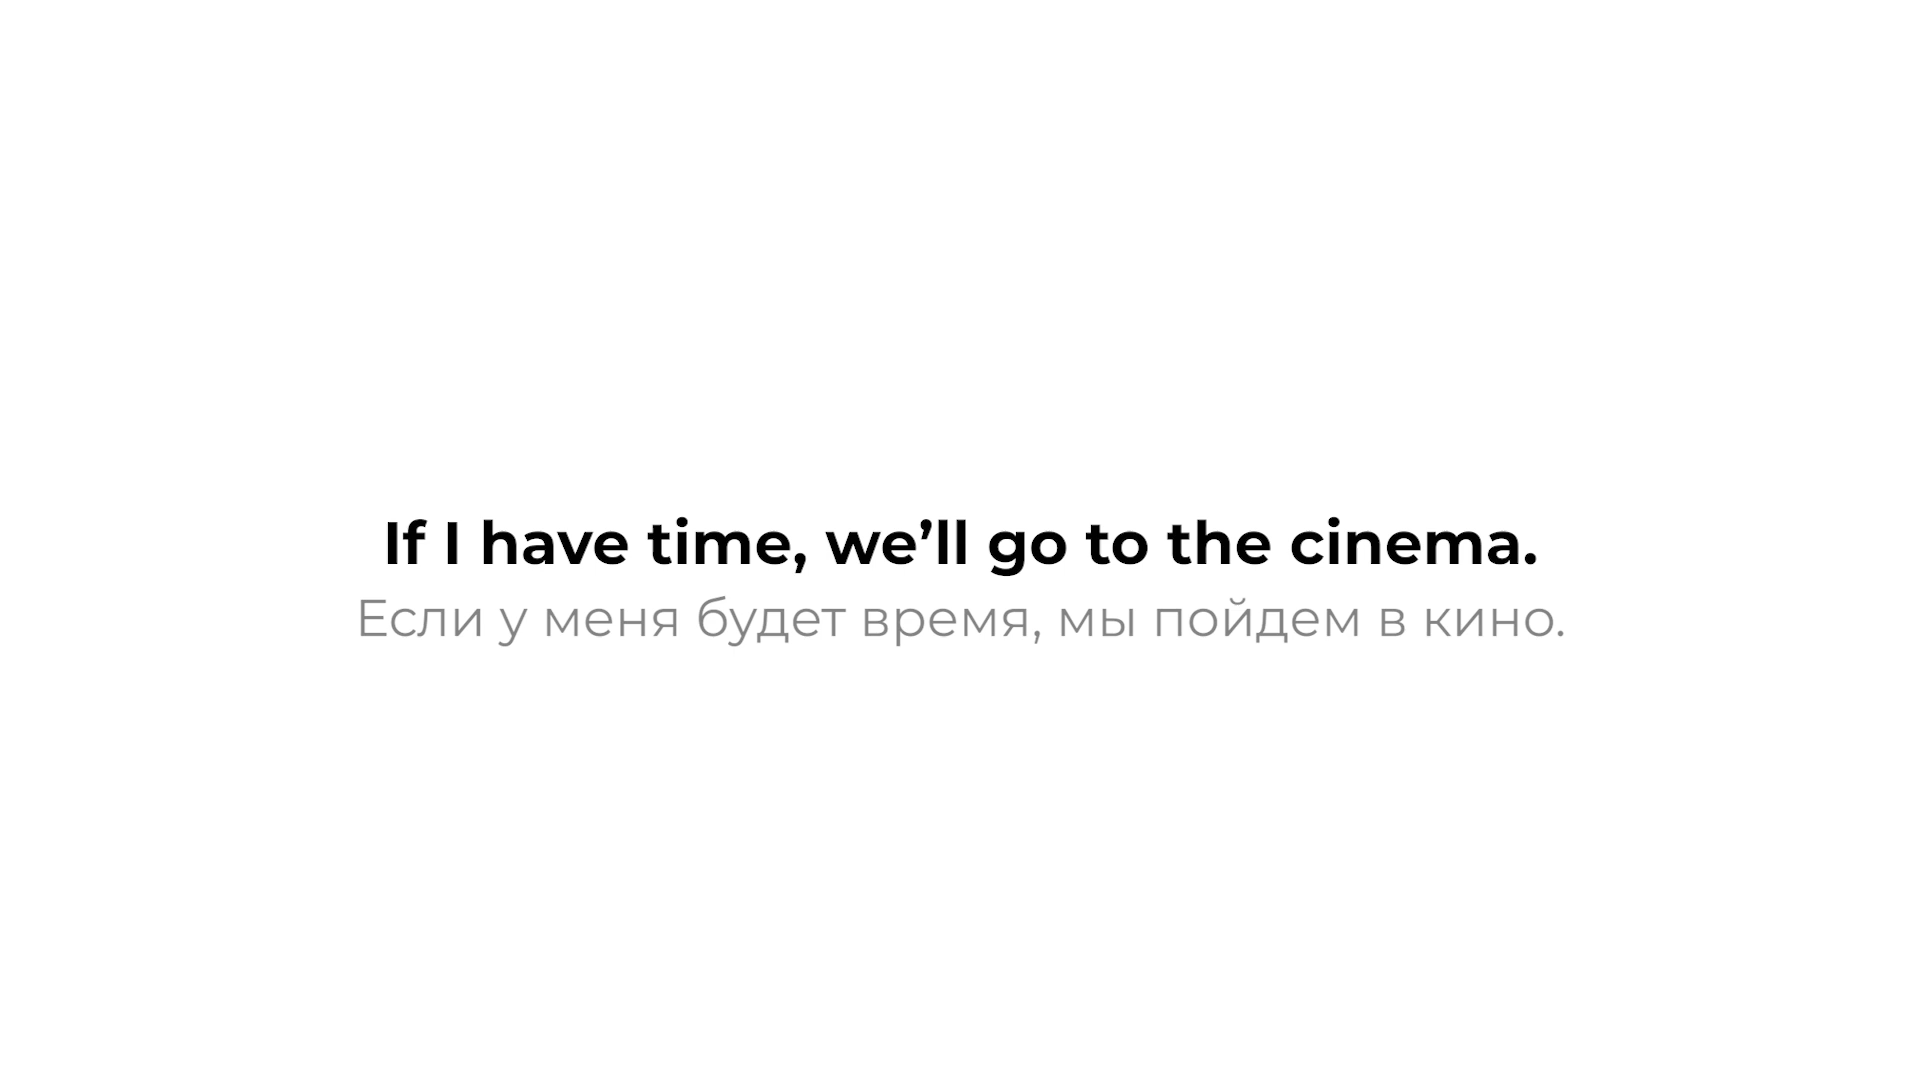 If I have time, we’ll go to the cinema.
Если у меня будет время, мы пойдем в кино.